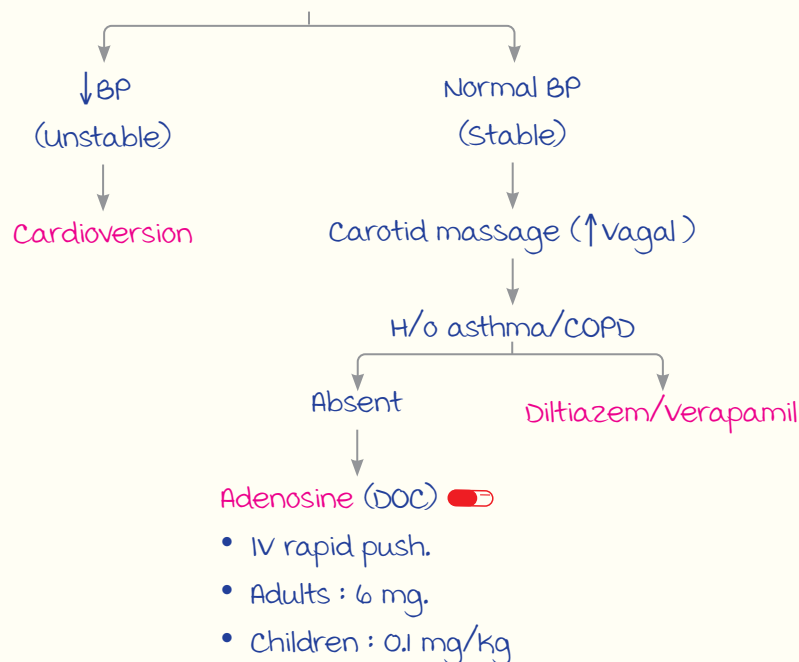 ↓BP
Normal BP
(Unstable)
(Stable)
Cardioversion
Carotid massage (↑Vagal)
H/o asthma/COPD
Absent
Diltiazem/Verapamil
Adenosine (DOC)
• IV rapid push.
• Adults : 6 mg.
• Children : 0.1 mg/kg